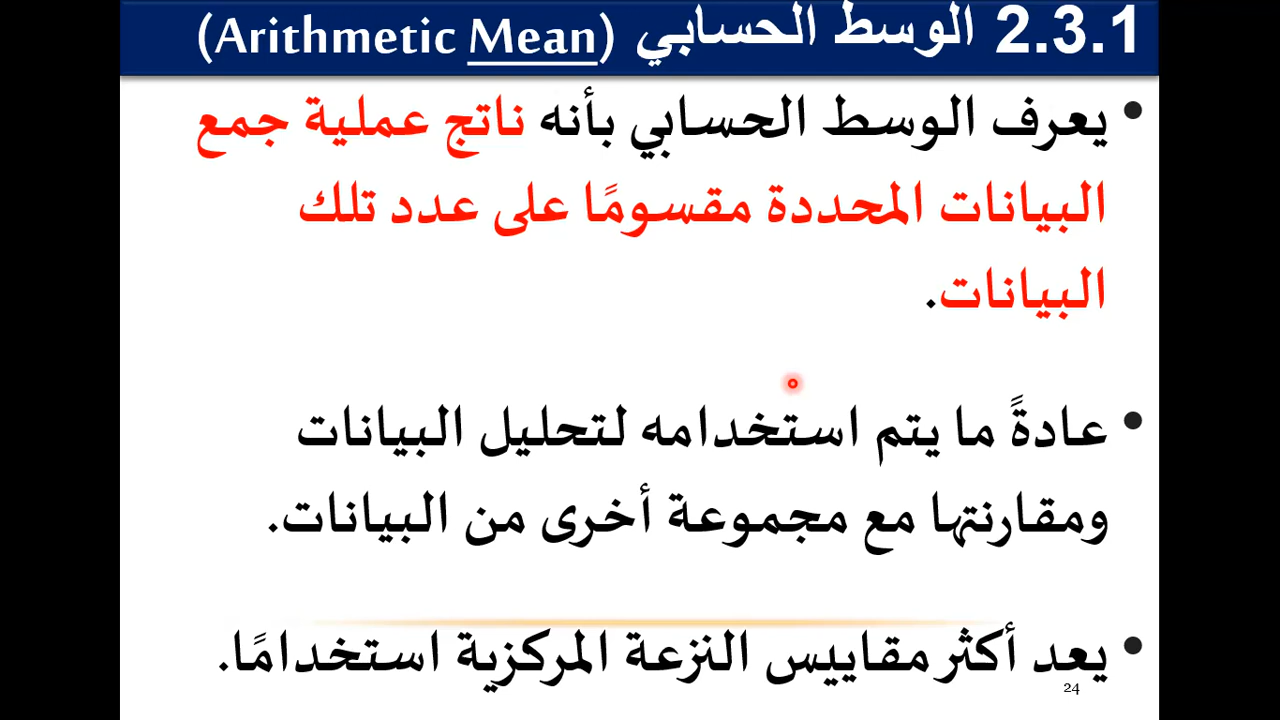 2.3.1 الوسط الحسابي (Arithmetic Mean)
• يعرف الوسط الحسابي بأنه ناتج عملية جمع
البيانات المحددة مقسومًا على عدد تلك
البيانات.
• عادةً ما يتم استخدامه لتحليل البيانات
ومقارنتها مع مجموعة أخرى من البيانات.
• يعد أكثر مقاييس النزعة المركزية استخدامًا.
24